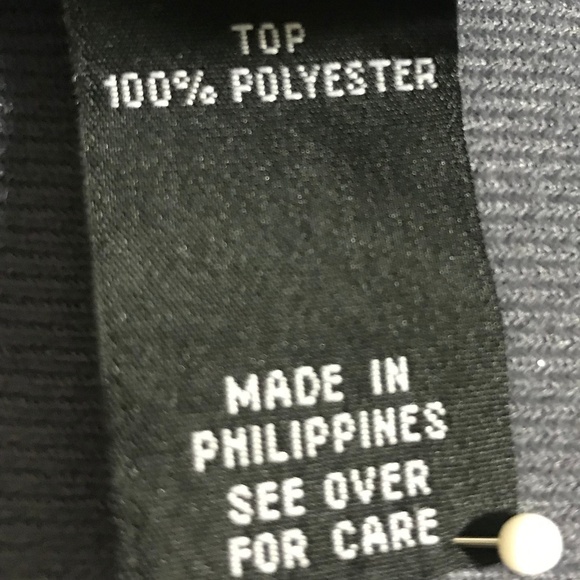 TOP
100% POLYESTER
MADE IN
PHILIPPINES
SEE OVER
FOR CARE